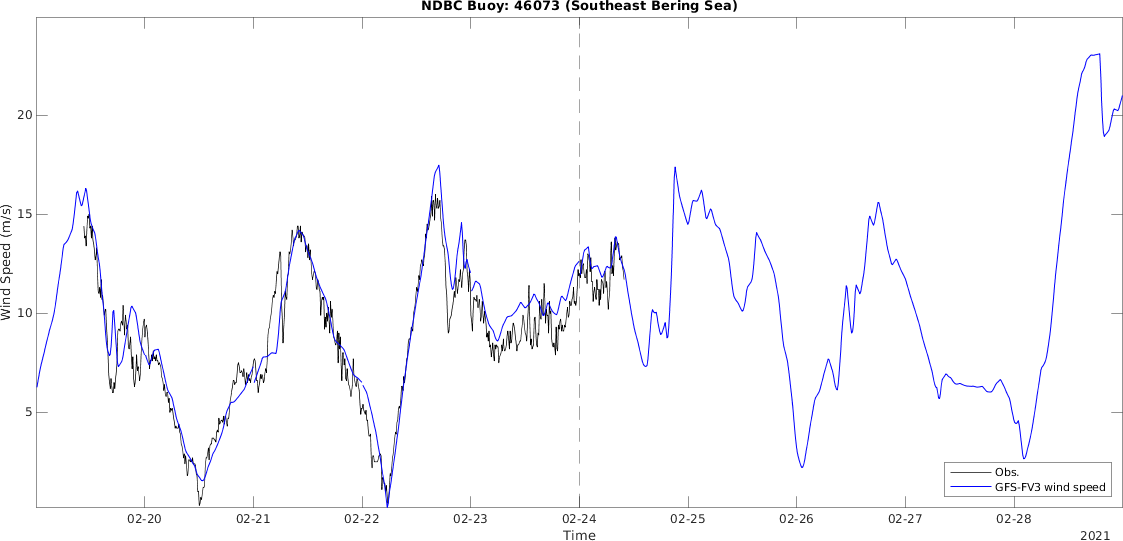 NDBC Buoy: 46073 (Southeast Bering Sea)
Wind Speed (m/s)
20
15
10
5
Obs.
GFS-FV3 wind speed
02-20 02-21 02-22 02-23 02-24 02-25 02-26 02-27 02-28
Time
2021